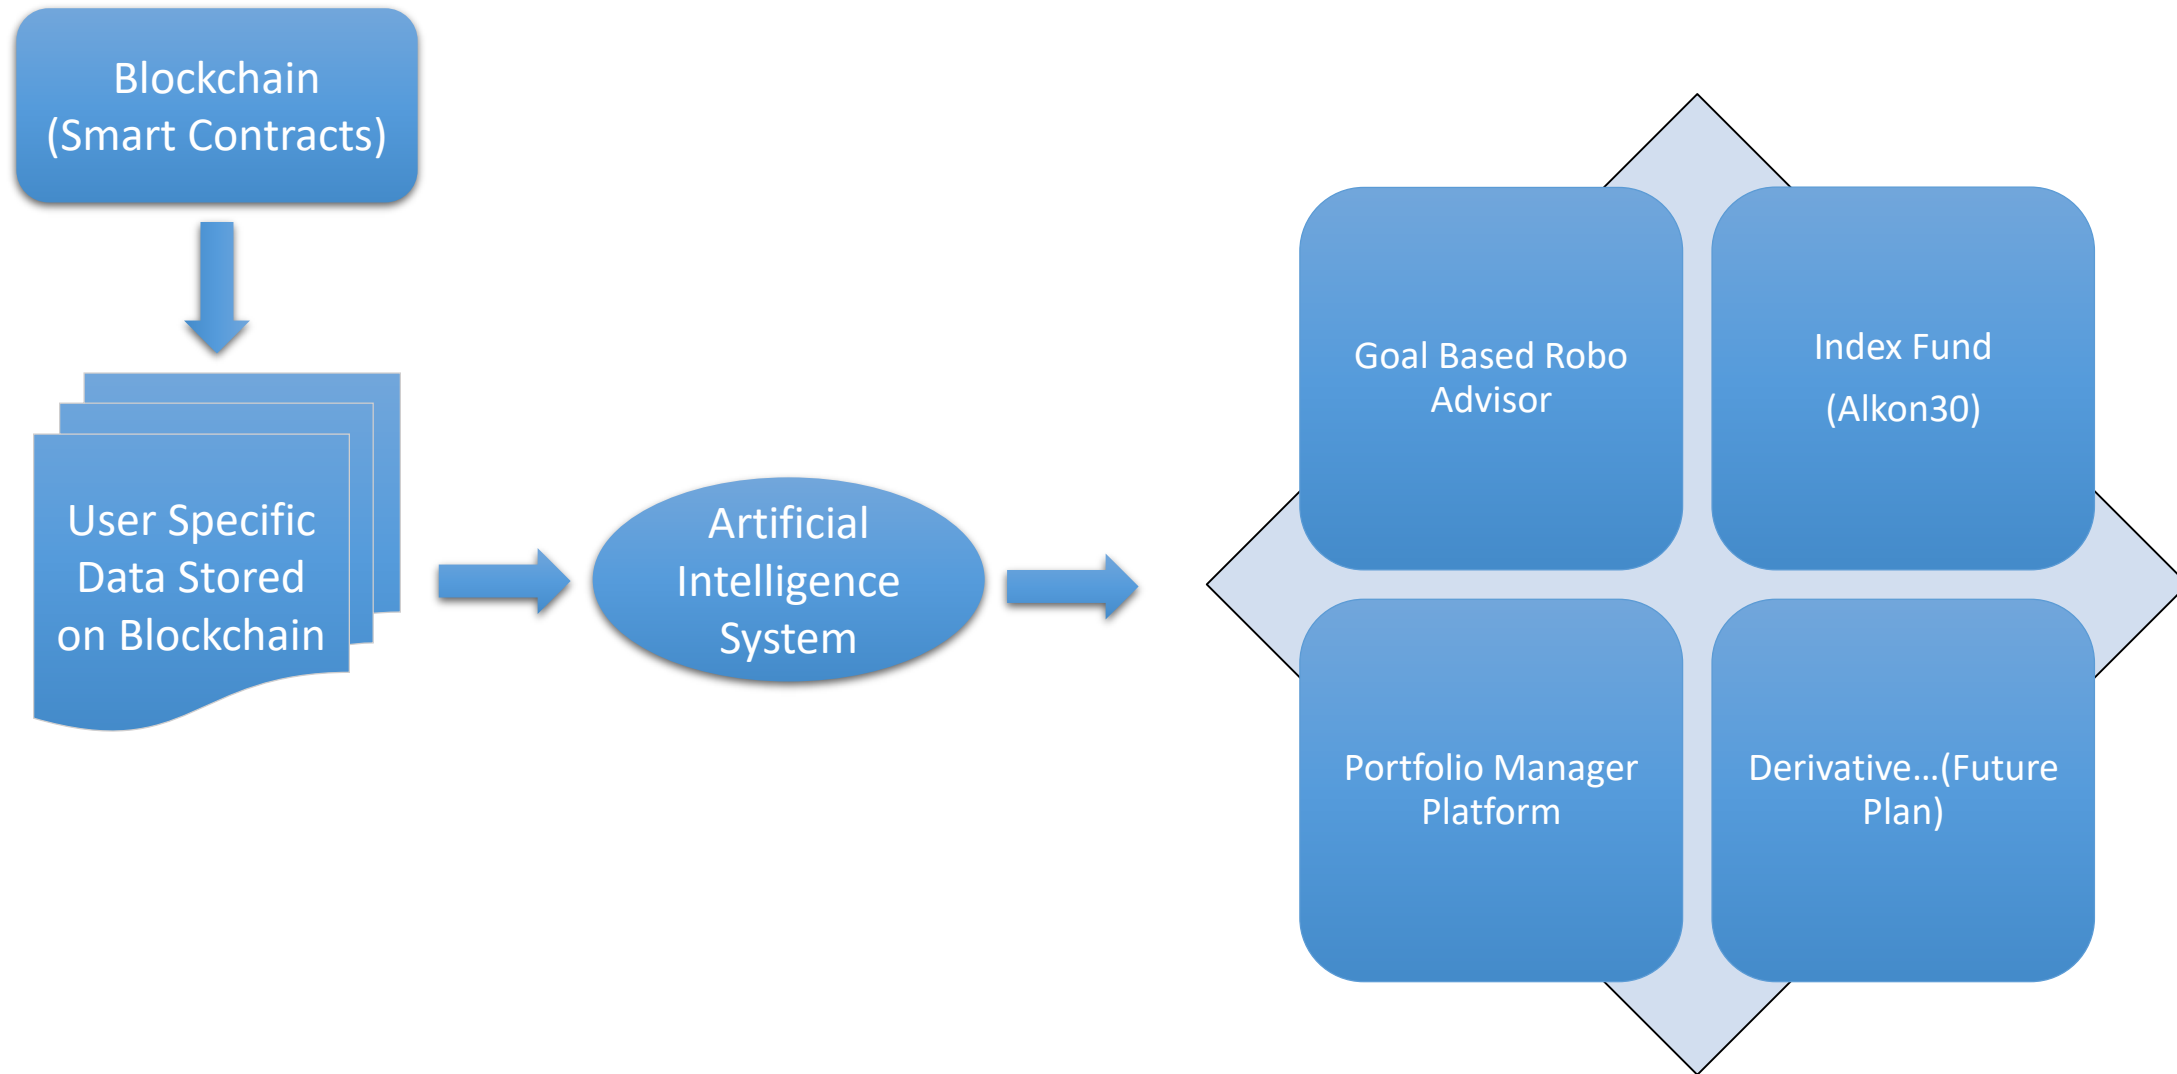 Blockchain
(Smart Contracts)
User Specific
Data Stored
on Blockchain
Artificial
Intelligence
System
Goal Based Robo
Advisor
Index Fund
(Alkon30)
Portfolio Manager
Platform
Derivative...(Future
Plan)